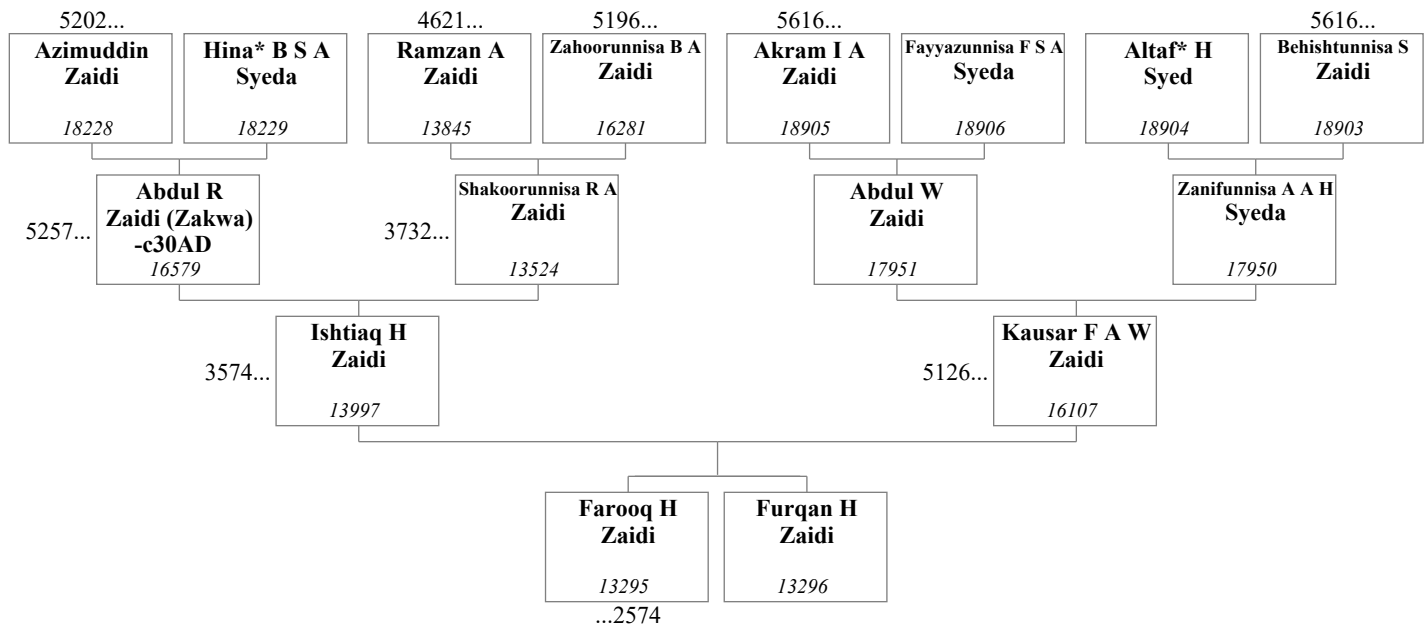 5202...
4621...
5196...
5616...
5616...
Azimuddin
Zaidi
18228
Hina* B S A
Syeda
18229
Ramzan A
Zaidi
13845
Zahoorunnisa B A
Zaidi
16281
Akram I A
Zaidi
18905
Fayyazunnisa F S A
Syeda
18906
Altaf* H
Syed
18904
Behishtunnisa S
Zaidi
18903
5257...
Abdul R
Zaidi (Zakwa)
-c30AD
16579
3732...
Shakoorunnisa R A
Zaidi
13524
Abdul W
Zaidi
17951
Zanifunnisa A A H
Syeda
17950
3574...
Ishtiaq H
Zaidi
13997
5126...
Kausar F A W
Zaidi
16107
Farooq H
Zaidi
13295
Furqan H
Zaidi
13296
...2574